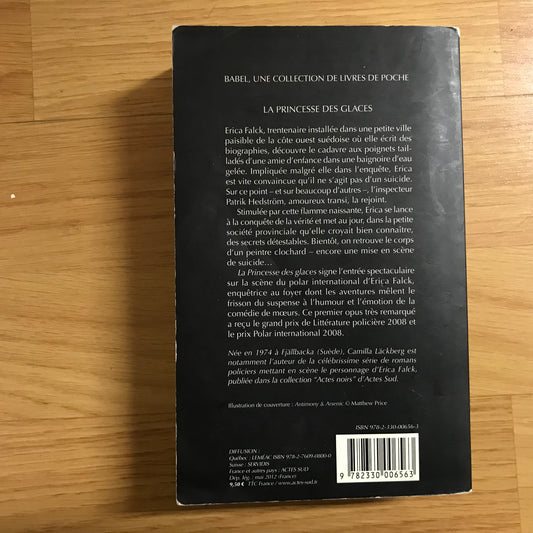 BABEL, UNE COLLECTION DE LIVRES DE POCHE
LA PRINCESSE DES GLACES
Erica Falck, trentenaire installée dans une petite ville
paisible de la côte ouest suédoise où elle écrit des
biographies, découvre le cadavre aux poignets tail-
ladés d'une amie d'enfance dans une baignoire d'eau
gelée. Impliquée malgré elle dans l'enquête, Erica
est vite convaincue qu'il ne s'agit pas d'un suicide.
Sur ce point – et sur beaucoup d'autres –, l'inspecteur
Patrik Hedström, amoureux transi, la rejoint.
Stimulée par cette flamme naissante, Erica se lance
à la conquête de la vérité et met au jour, dans la petite
société provinciale qu'elle croyait bien connaître,
des secrets détestables. Bientôt, on retrouve le corps
d'un peintre clochard – encore une mise en scène
de suicide…
La Princesse des glaces signe l'entrée spectaculaire
sur la scène du polar international d'Erica Falck,
enquêtrice au foyer dont les aventures mêlent le
frisson du suspense à l'humour et l'émotion de la
comédie de mœurs. Ce premier opus très remarqué
a reçu le grand prix de Littérature policière 2008 et
le prix Polar international 2008.
Née en 1974 à Fjällbacka (Suède), Camilla Läckberg est
notamment l'auteur de la célébrissime série de romans
policiers mettant en scène le personnage d'Erica Falck,
publiée dans la collection "Actes noirs" d'Actes Sud.
Illustration de couverture : Antimony & Arsenic © Matthew Price
ISBN 978-2-330-00656-3
DIFFUSION :
Québec : LEMÉAC ISBN 978-2-7609-0800-0
Suisse : SERVIDIS
France et autres pays : ACTES SUD
Dép. lég. : mai 2012 (France)
9,50 € TTC France / www.actes-sud.fr
9 782330 006563